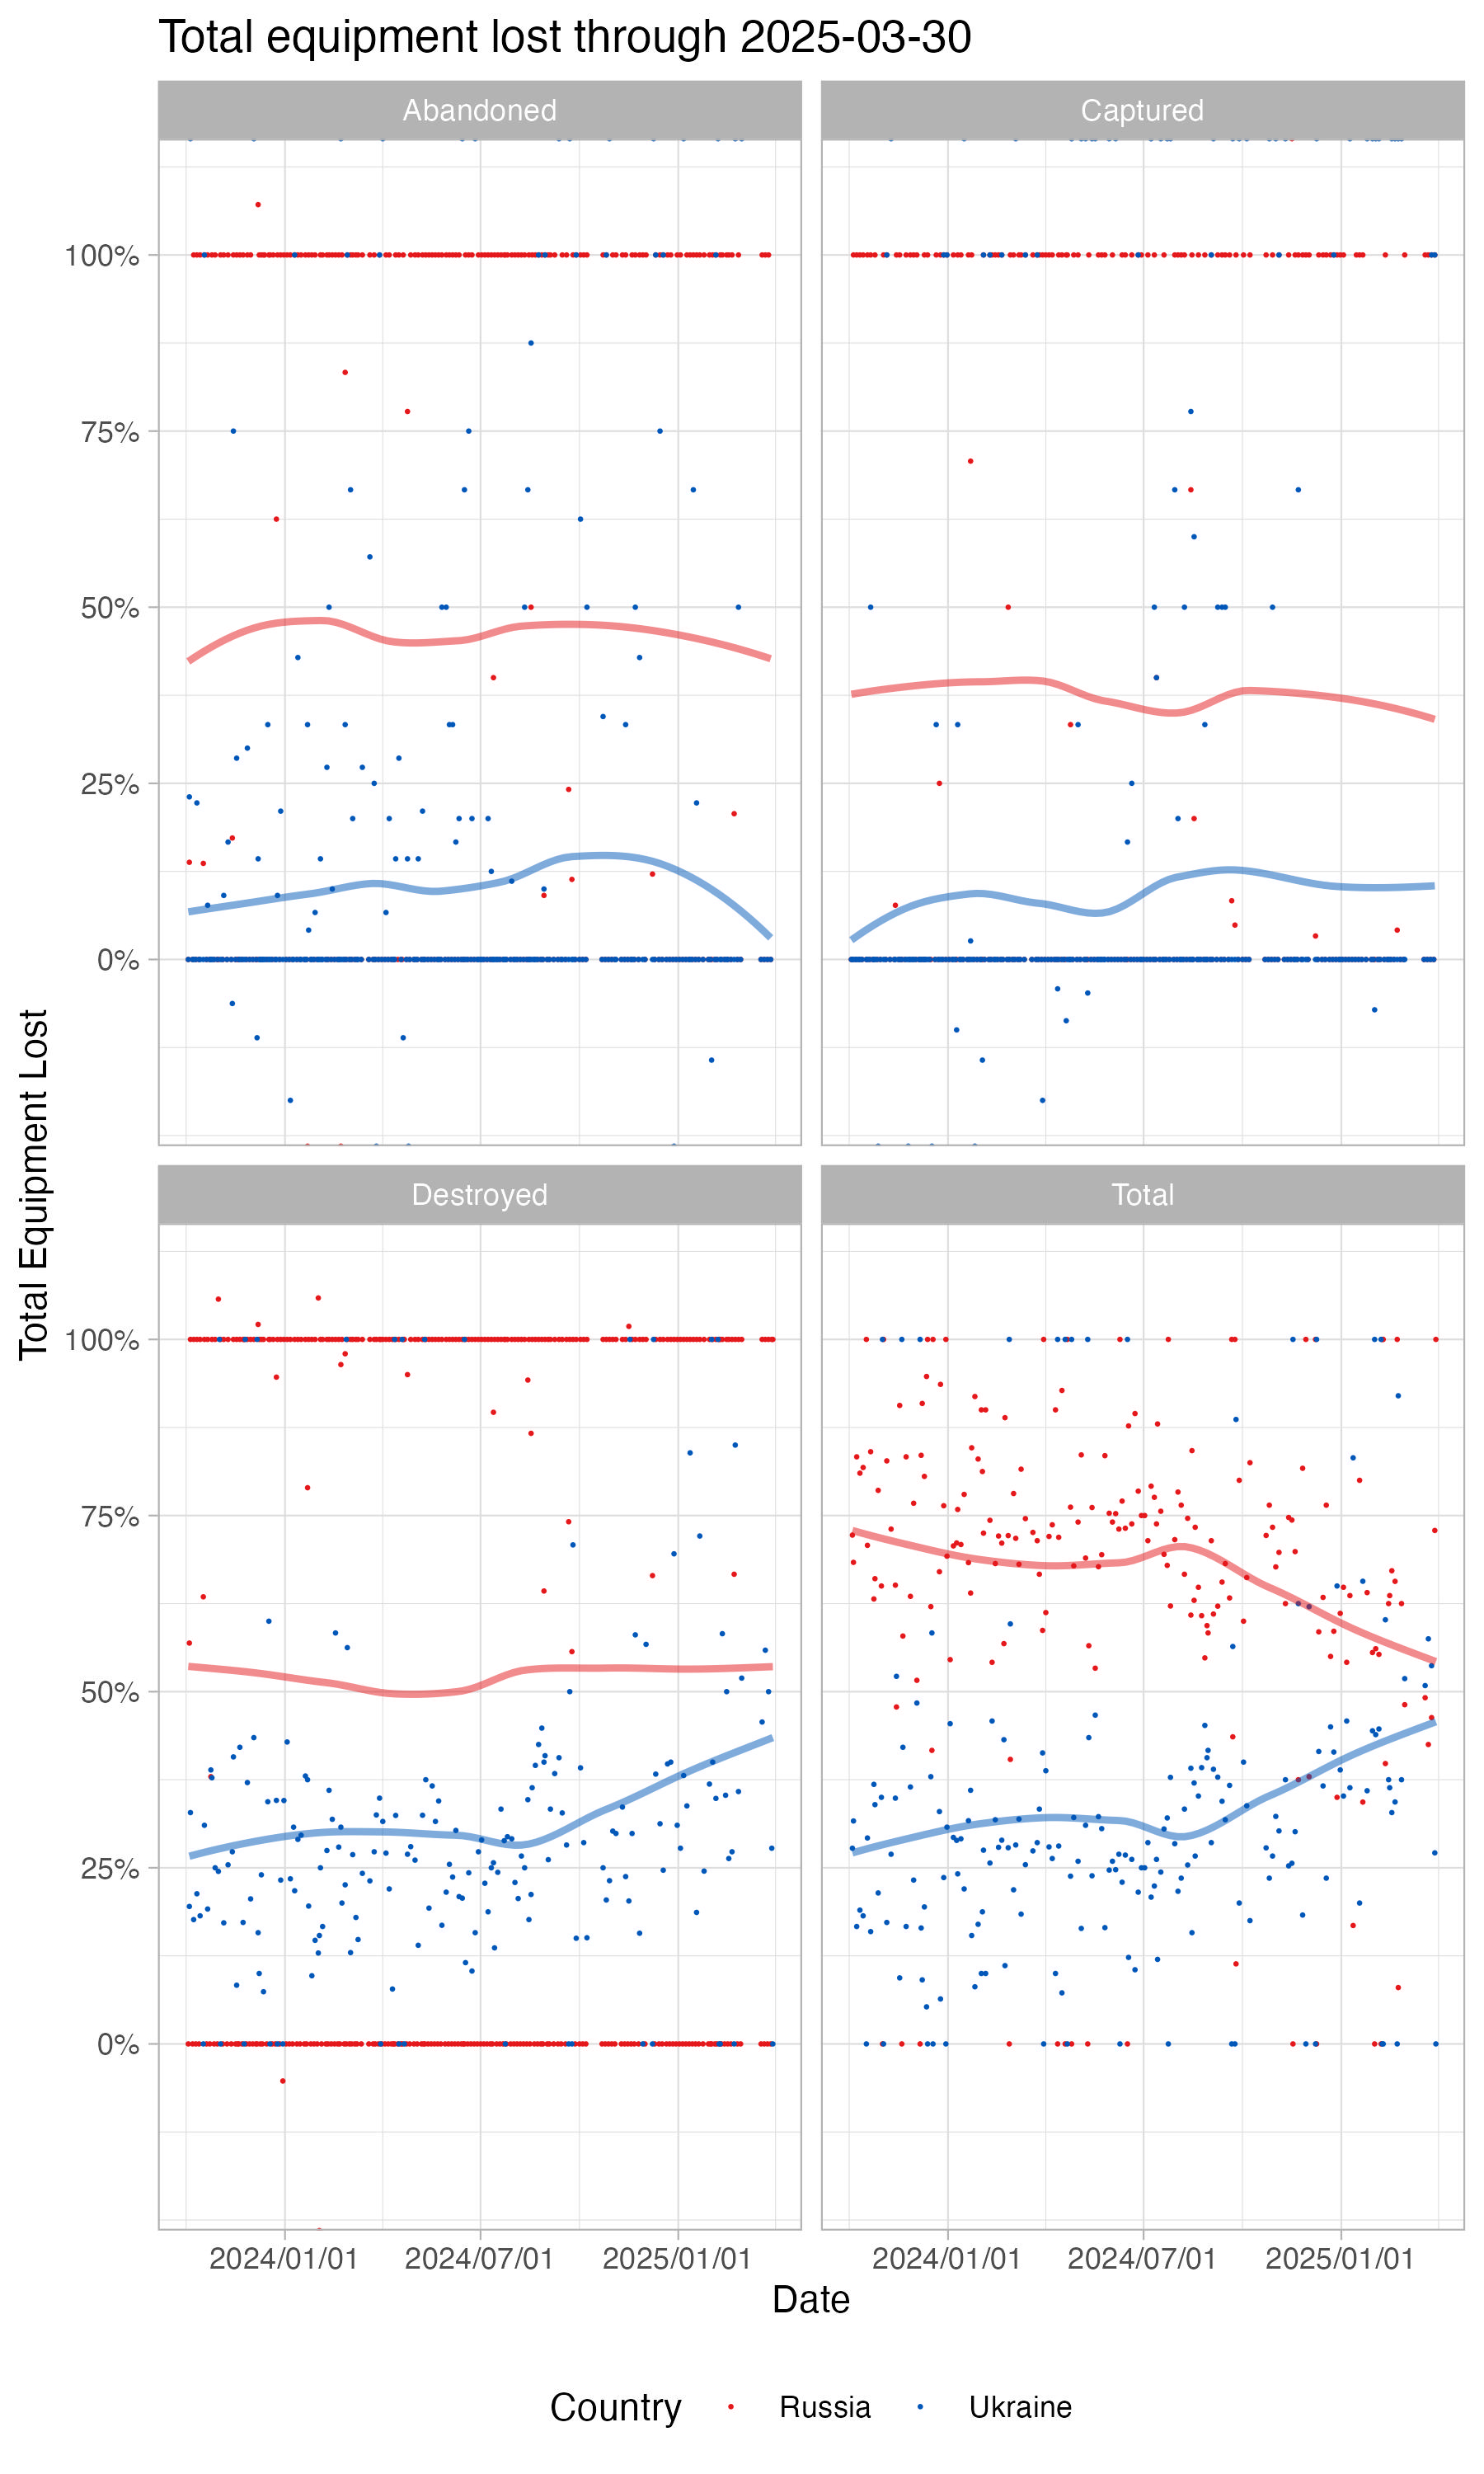 Total equipment lost through 2025-03-30
Abandoned
Captured
100%
75%
50%
25%
0%
Total Equipment Lost
Destroyed
Total
100%
75%
50%
25%
0%
2024/01/01
2024/07/01
2025/01/01
2024/01/01
2024/07/01
2025/01/01
Date
Country
Russia
Ukraine